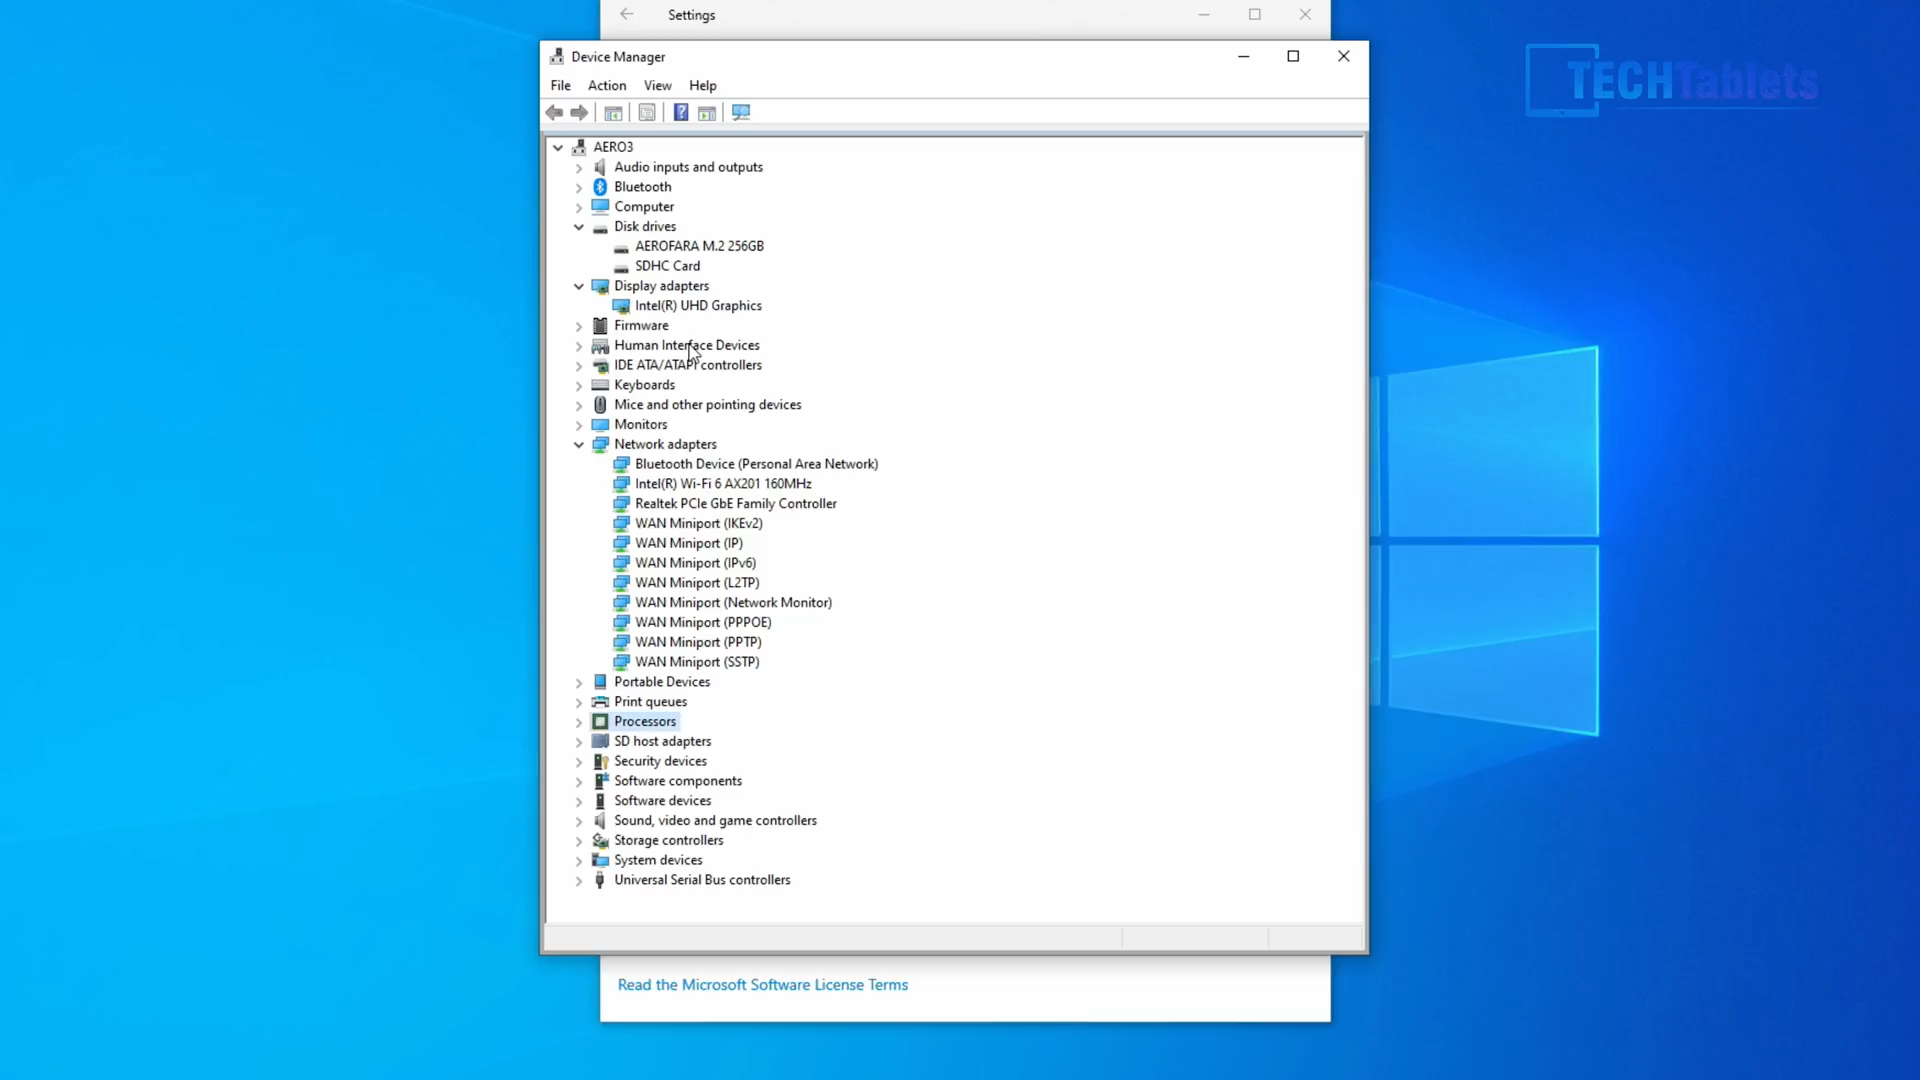 Settings
TECHTablets
Device Manager
File Action View Help
AERO3
Audio inputs and outputs
Bluetooth
Computer
Disk drives
AEROFARA M.2 256GB
SDHC Card
Display adapters
Intel(R) UHD Graphics
Firmware
Human Interface Devices
IDE ATA/ATAPI controllers
Keyboards
Mice and other pointing devices
Monitors
Network adapters
Bluetooth Device (Personal Area Network)
Intel(R) Wi-Fi 6 AX201 160MHz
Realtek PCIe GbE Family Controller
WAN Miniport (IKEv2)
WAN Miniport (IP)
WAN Miniport (IPv6)
WAN Miniport (L2TP)
WAN Miniport (Network Monitor)
WAN Miniport (PPPOE)
WAN Miniport (PPTP)
WAN Miniport (SSTP)
Portable Devices
Print queues
Processors
SD host adapters
Security devices
Software components
Software devices
Sound, video and game controllers
Storage controllers
System devices
Universal Serial Bus controllers
Read the Microsoft Software License Terms